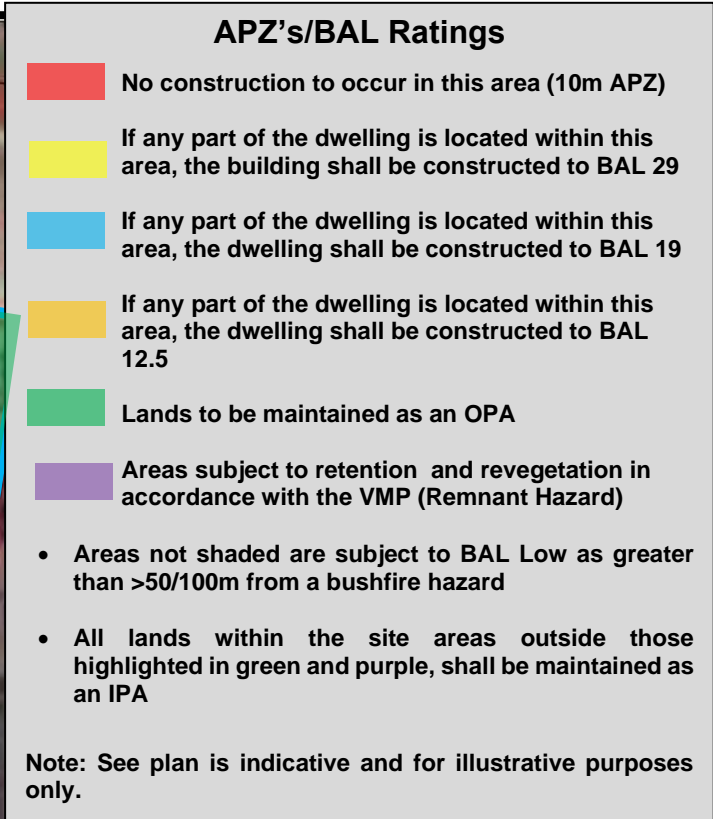 APZ's/BAL Ratings
No construction to occur in this area (10m APZ)
If any part of the dwelling is located within this
area, the building shall be constructed to BAL 29
If any part of the dwelling is located within this
area, the dwelling shall be constructed to BAL 19
If any part of the dwelling is located within this
area, the dwelling shall be constructed to BAL
12.5
Lands to be maintained as an OPA
Areas subject to retention and revegetation in
accordance with the VMP (Remnant Hazard)
• Areas not shaded are subject to BAL Low as greater
than >50/100m from a bushfire hazard
• All lands within the site areas outside those
highlighted in green and purple, shall be maintained as
an IPA
Note: See plan is indicative and for illustrative purposes
only.